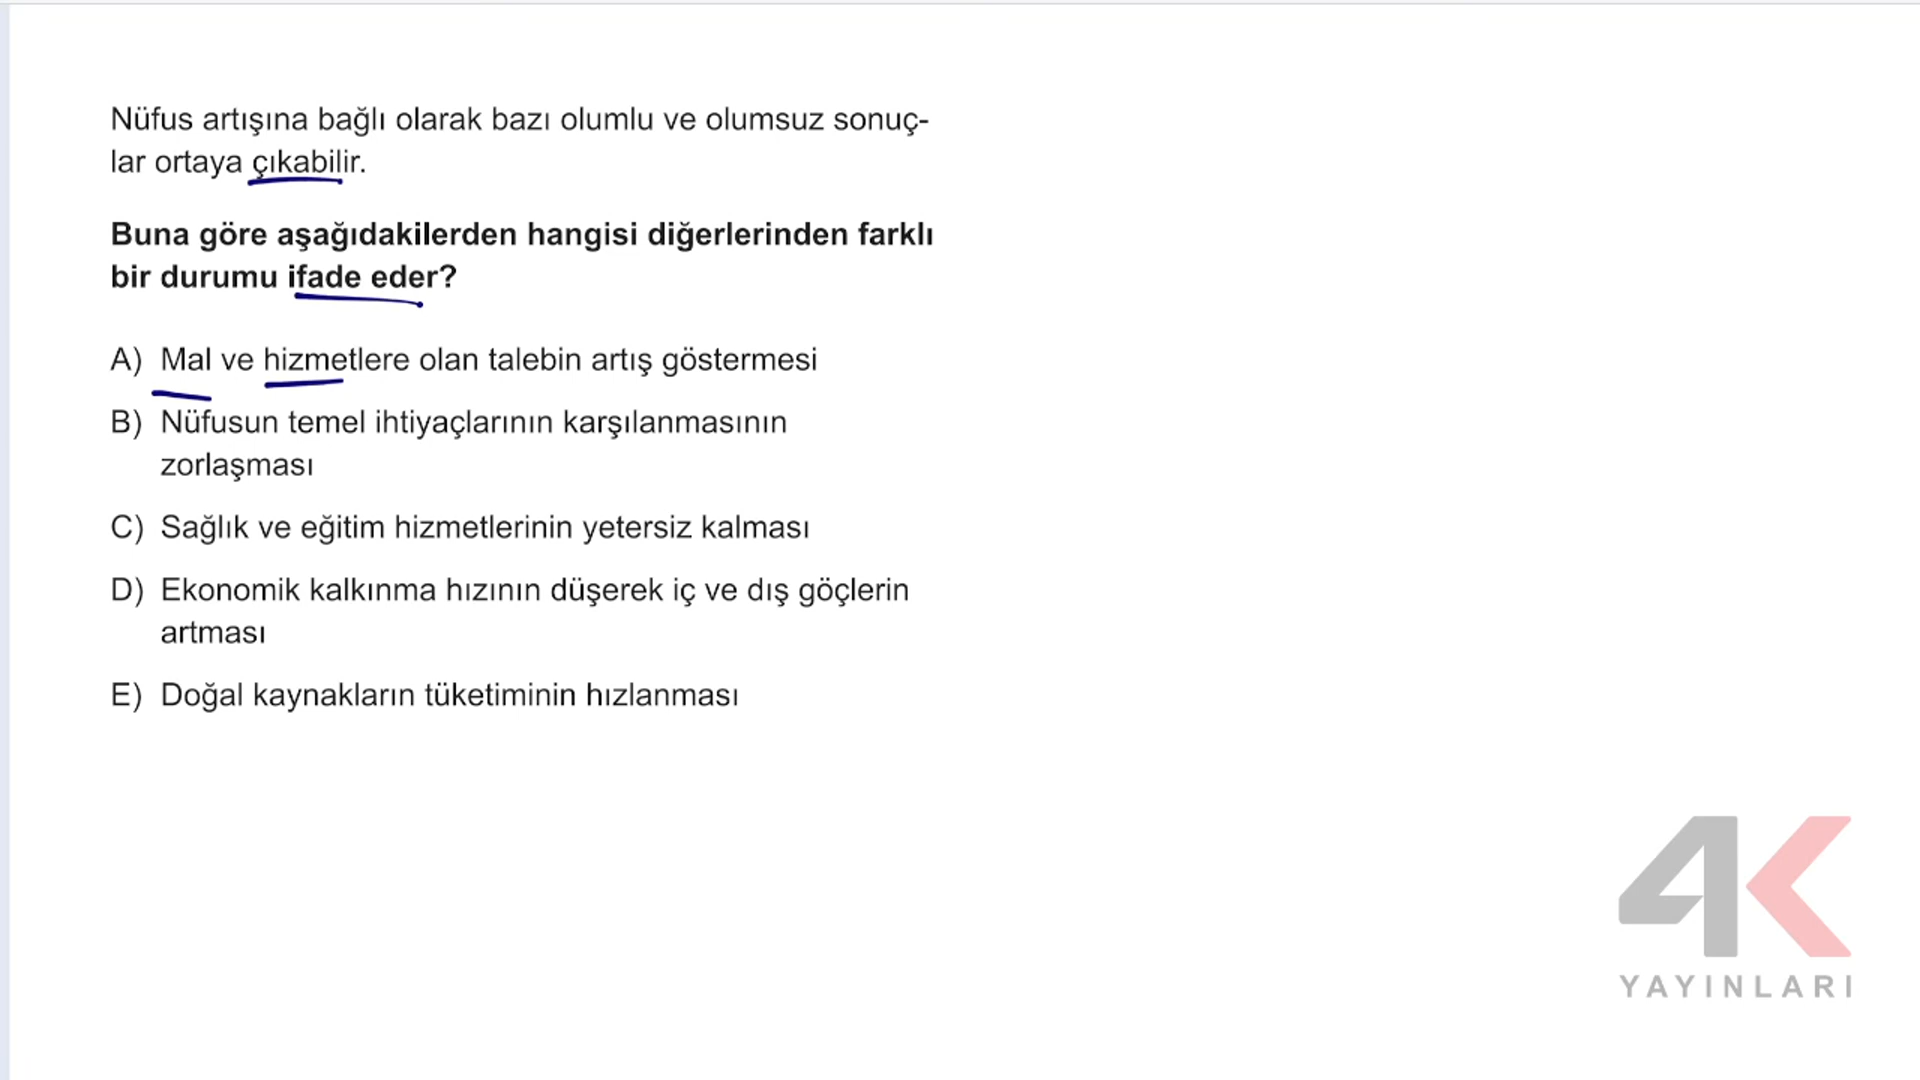 Nüfus artışına bağlı olarak bazı olumlu ve olumsuz sonuç-
lar ortaya çıkabilir.
Buna göre aşağıdakilerden hangisi diğerlerinden farklı
bir durumu ifade eder?
A) Mal ve hizmetlere olan talebin artış göstermesi
B) Nüfusun temel ihtiyaçlarının karşılanmasının
zorlaşması
C) Sağlık ve eğitim hizmetlerinin yetersiz kalması
D) Ekonomik kalkınma hızının düşerek iç ve dış göçlerin
artması
E) Doğal kaynakların tüketiminin hızlanması
4K
YAYINLARI